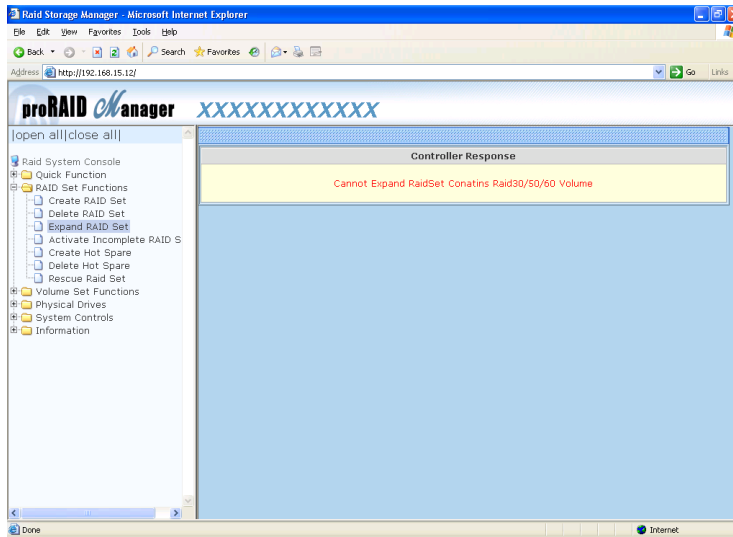 Raid Storage Manager - Microsoft Internet Explorer
File Edit View Favorites Tools Help
Back Search Favorites
Address http://192.168.15.12/ Go Links
proRAID Manager XXXXXXXXXXXX
|open all|close all|
Raid System Console
Quick Function
RAID Set Functions
Create RAID Set
Delete RAID Set
Expand RAID Set
Activate Incomplete RAID S
Create Hot Spare
Delete Hot Spare
Rescue Raid Set
Volume Set Functions
Physical Drives
System Controls
Information
Controller Response
Cannot Expand RaidSet Conatins Raid30/50/60 Volume
Done Internet